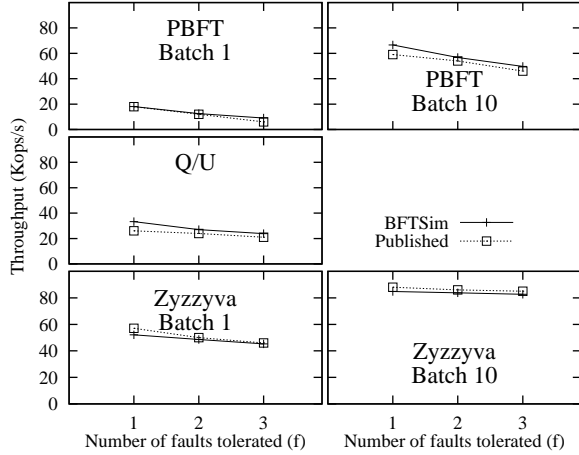 Throughput (Kops/s)
80
60
40
20
0
PBFT
Batch 1
PBFT
Batch 10
80
60
40
20
0
Q/U
BFTSim
Published
80
60
40
20
0
Zyzzyva
Batch 1
Zyzzyva
Batch 10
1 2 3
1 2 3
Number of faults tolerated (f)
Number of faults tolerated (f)